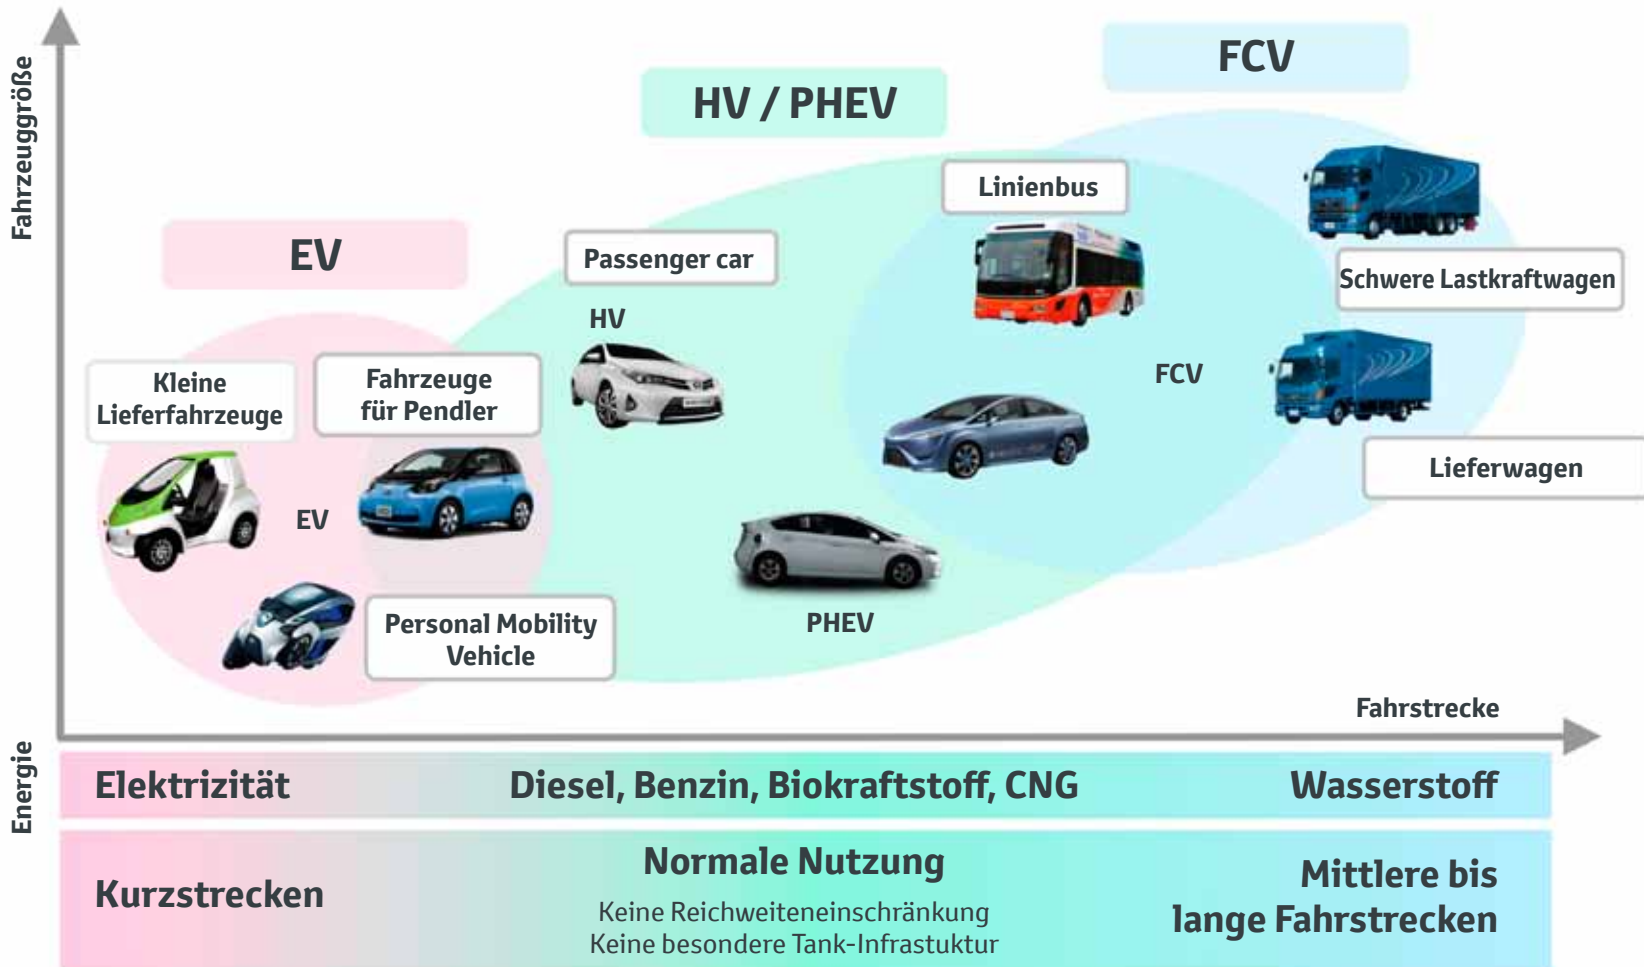 FCV
HV / PHEV
EV
Fahrzeuggröße
Linienbus
Passenger car
Schwere Lastkraftwagen
HV
FCV
Kleine
Lieferfahrzeuge
Fahrzeuge
für Pendler
Lieferwagen
EV
Personal Mobility
Vehicle
PHEV
Fahrstrecke
Energie
Elektrizität
Diesel, Benzin, Biokraftstoff, CNG
Wasserstoff
Kurzstrecken
Normale Nutzung
Keine Reichweiteneinschränkung
Keine besondere Tank-Infrastuktur
Mittlere bis
lange Fahrstrecken